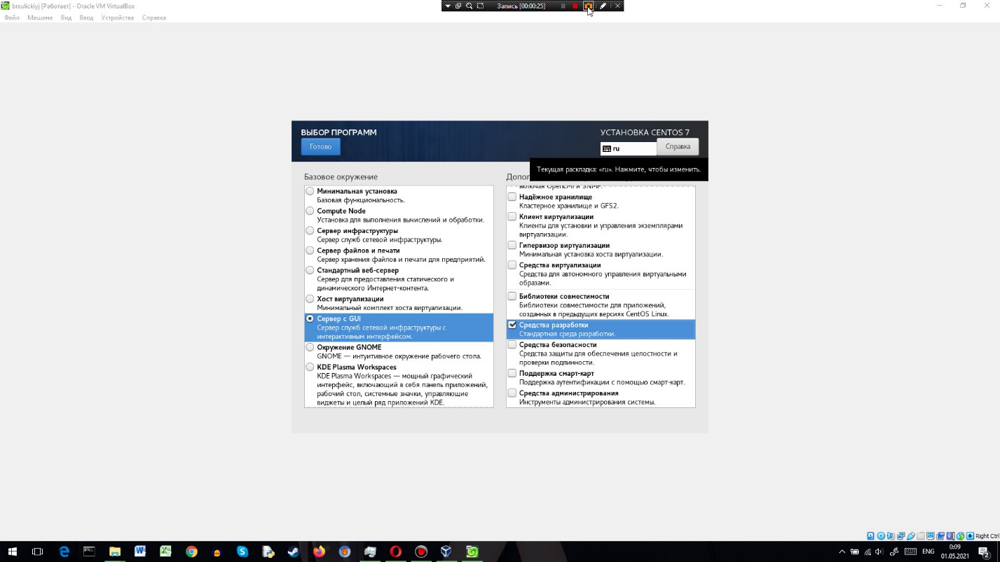 brsulickiyj [Работает] - Oracle VM VirtualBox
Запись [00:00:25]
Файл Машина Вид Ввод Устройства Справка
ВЫБОР ПРОГРАММ
УСТАНОВКА CENTOS 7
Готово
ru
Справка
Текущая раскладка: «ru». Нажмите, чтобы изменить.
Базовое окружение
Допол
Минимальная установка
Базовая функциональность.
Compute Node
Установка для выполнения вычислений и обработки.
Сервер инфраструктуры
Сервер служб сетевой инфраструктуры.
Сервер файлов и печати
Сервер хранения файлов и печати для предприятий.
Стандартный веб-сервер
Сервер для предоставления статического и
динамического Интернет-контента.
Хост виртуализации
Минимальный комплект хоста виртуализации.
Сервер с GUI
Сервер служб сетевой инфраструктуры с
интерактивным интерфейсом.
Окружение GNOME
GNOME — интуитивное окружение рабочего стола.
KDE Plasma Workspaces
KDE Plasma Workspaces — мощный графический
интерфейс, включающий в себя панель приложений,
рабочий стол, системные значки, управляющие
виджеты и целый ряд приложений KDE.
включая OpenLMI и SNMP.
Надёжное хранилище
Кластерное хранилище и GFS2.
Клиент виртуализации
Клиенты для установки и управления экземплярами
виртуализации.
Гипервизор виртуализации
Минимальная установка хоста виртуализации.
Средства виртуализации
Средства для автономного управления виртуальными
образами.
Библиотеки совместимости
Библиотеки совместимости для приложений,
созданных в предыдущих версиях CentOS Linux.
Средства разработки
Стандартная среда разработки.
Средства безопасности
Средства защиты для обеспечения целостности и
проверки подлинности.
Поддержка смарт-карт
Поддержка аутентификации с помощью смарт-карт.
Средства администрирования
Инструменты администрирования системы.
Right Ctrl
ENG
0:09
01.05.2021
2